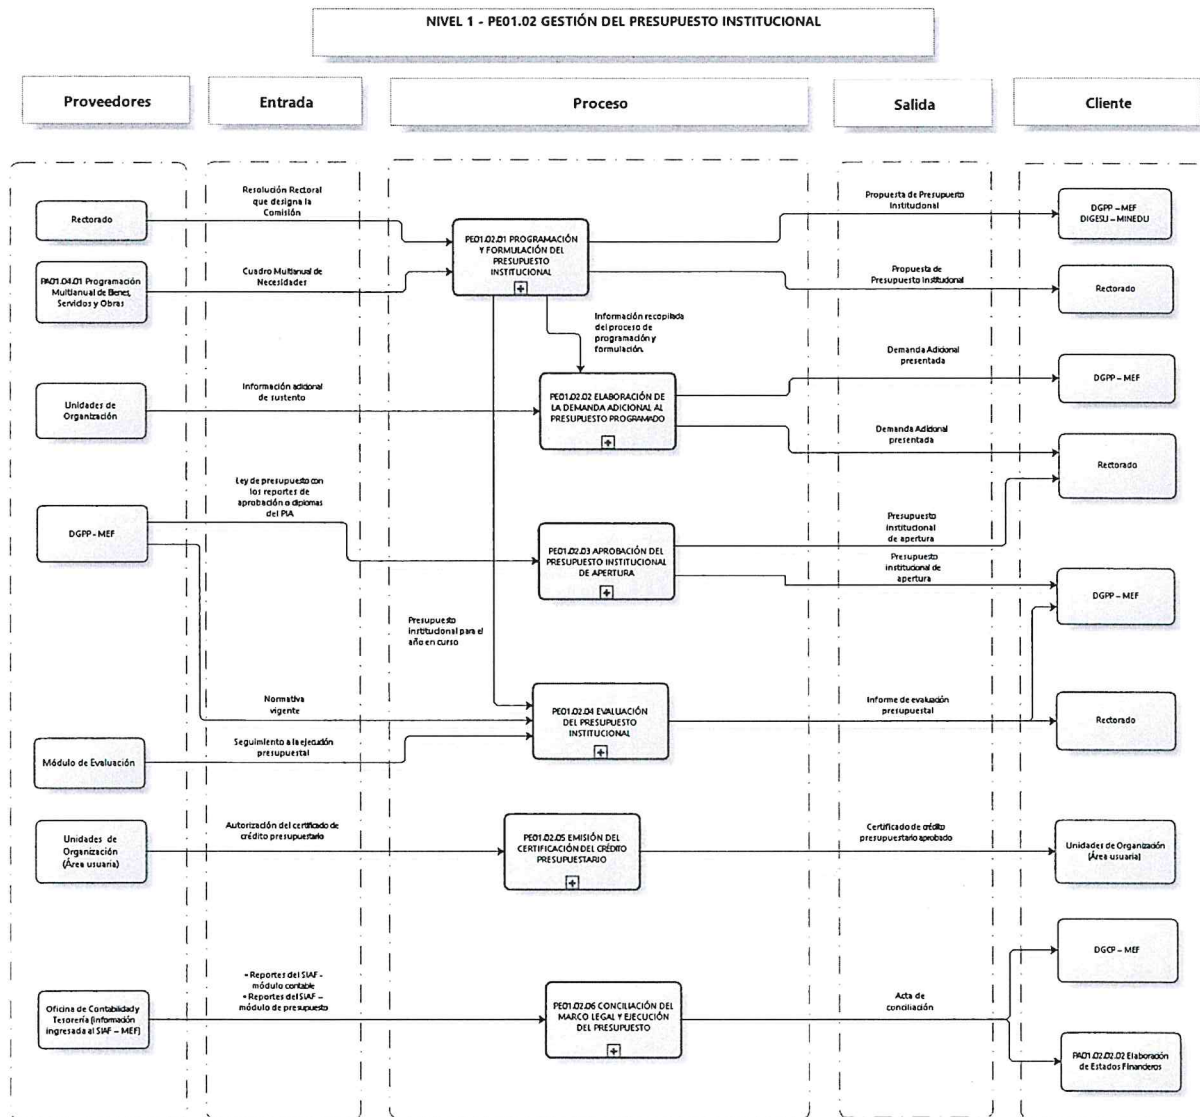 NIVEL 1 - PE01.02 GESTIÓN DEL PRESUPUESTO INSTITUCIONAL
Proveedores
Entrada
Proceso
Salida
Cliente
Rectorado
Resolución Rectoral
que designa la
Comisión
PE01.02.01 PROGRAMACIÓN
Y FORMULACIÓN DEL
PRESUPUESTO
INSTITUCIONAL
Propuesta de Presupuesto
Institucional
DGPP – MEF
DIGESU – MINEDU
PA01.04.01 Programación
Multianual de Bienes,
Servicios y Obras
Cuadro Multianual de
Necesidades
Propuesta de
Presupuesto Institucional
Rectorado
Información recopilada
del proceso de
programación y
formulación.
Unidades de
Organización
Información adicional
de sustento
PE01.02.02 ELABORACIÓN DE
LA DEMANDA ADICIONAL AL
PRESUPUESTO PROGRAMADO
Demanda Adicional
presentada
DGPP – MEF
Demanda Adicional
presentada
Rectorado
DGPP - MEF
Ley de presupuesto con
los reportes de
aprobación o diplomas
del PIA
PE01.02.03 APROBACIÓN DEL
PRESUPUESTO INSTITUCIONAL
DE APERTURA
Presupuesto
institucional
de apertura
Presupuesto
institucional de
apertura
DGPP – MEF
Presupuesto
institucional para el
año en curso
Normativa
vigente
PE01.02.04 EVALUACIÓN
DEL PRESUPUESTO
INSTITUCIONAL
Informe de evaluación
presupuestal
Rectorado
Módulo de Evaluación
Seguimiento a la ejecución
presupuestal
Unidades de
Organización
(Área usuaria)
Autorización del certificado de
crédito presupuestario
PE01.02.05 EMISIÓN DEL
CERTIFICACIÓN DEL CRÉDITO
PRESUPUESTARIO
Certificado de crédito
presupuestario aprobado
Unidades de Organización
(Área usuaria)
Oficina de Contabilidad y
Tesorería (información
ingresada al SIAF – MEF)
• Reportes del SIAF -
módulo contable
• Reportes del SIAF –
módulo de presupuesto
PE01.02.06 CONCILIACIÓN DEL
MARCO LEGAL Y EJECUCIÓN
DEL PRESUPUESTO
Acta de
conciliación
DGCP – MEF
PA01.02.02.02 Elaboración
de Estados Financieros